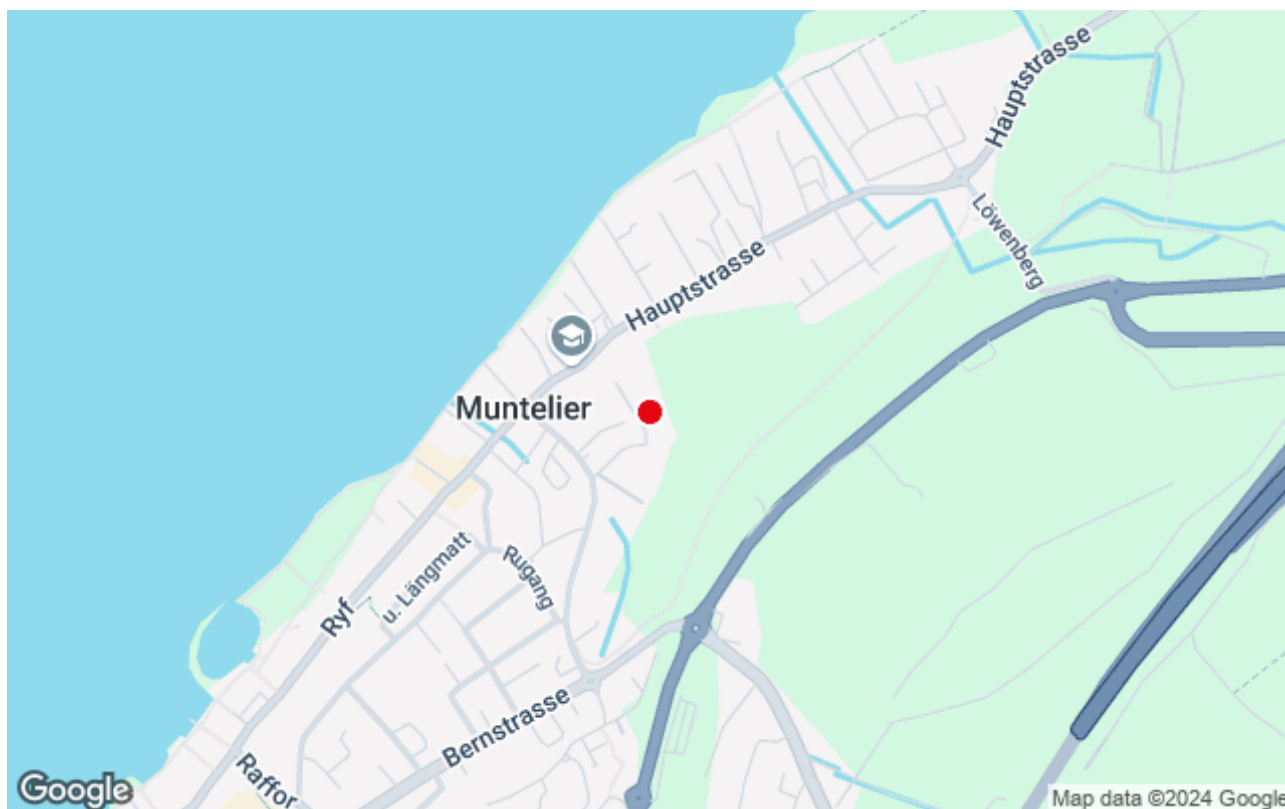 Hauptstrasse
Löwenberg
Hauptstrasse
Muntelier
u. Längmatt
Rugang
Ryf
Bernstrasse
Raffor
Google
Map data ©2024 Google